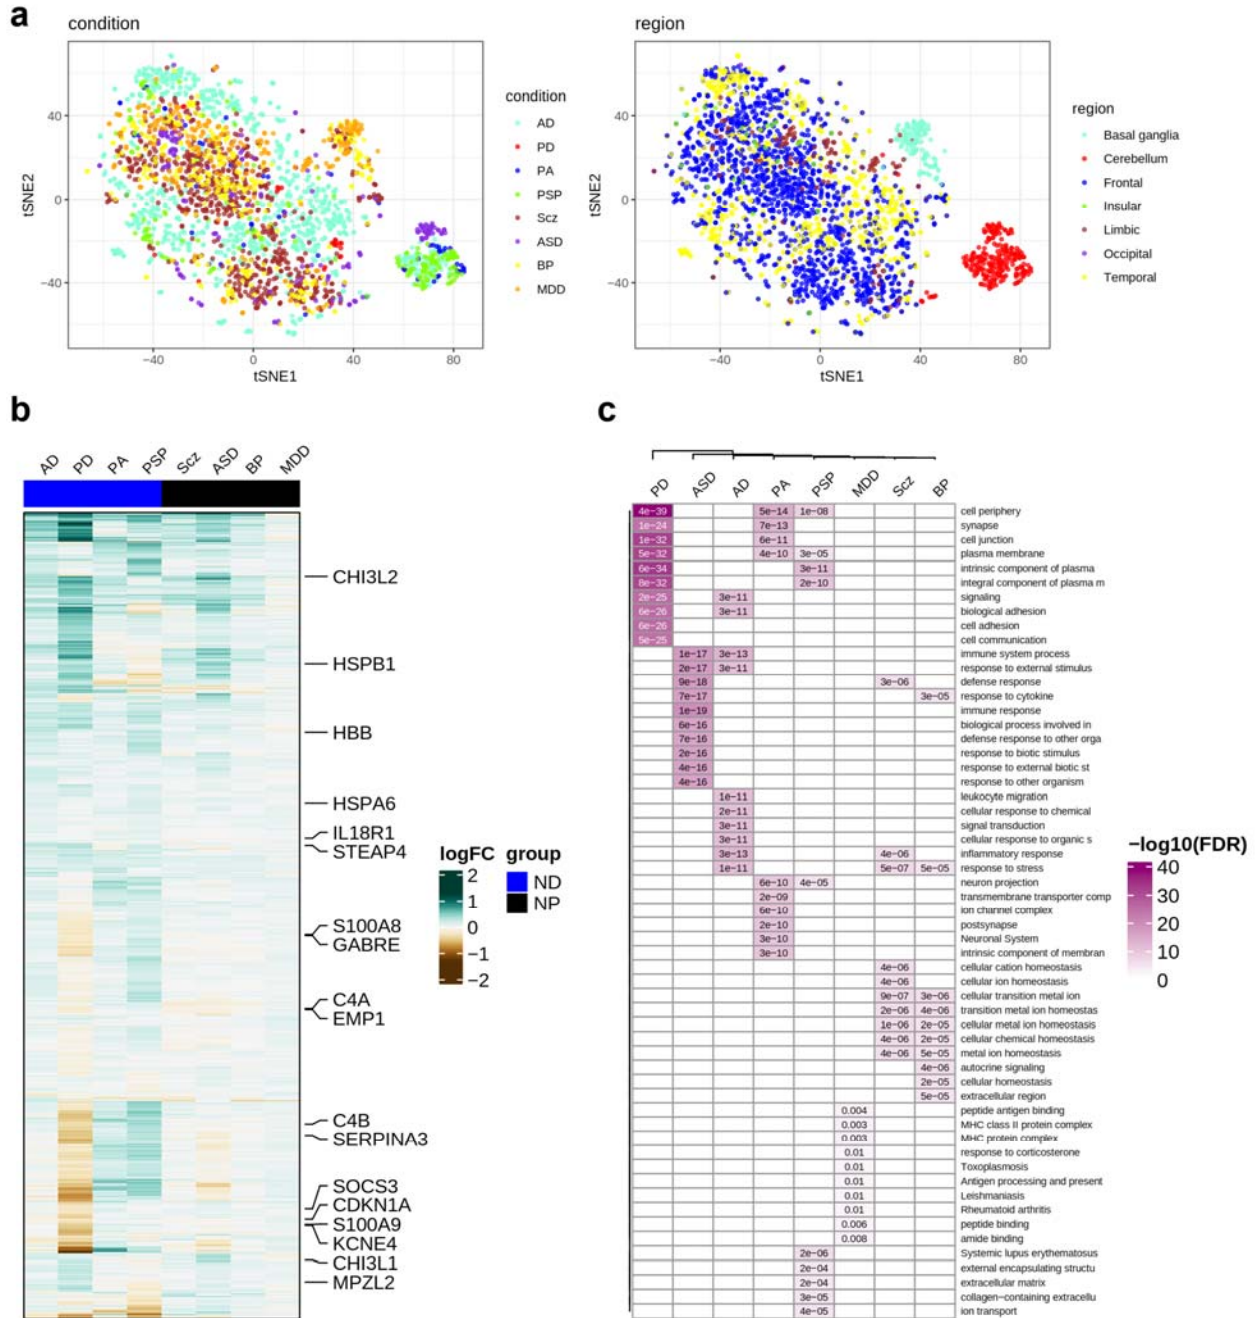 a
condition
40
0
−40
tSNE2
−40
0
40
80
tSNE1
condition
AD
PD
PA
PSP
Scz
ASD
BP
MDD
region
40
0
−40
tSNE2
−40
0
40
80
tSNE1
region
Basal ganglia
Cerebellum
Frontal
Insular
Limbic
Occipital
Temporal
b
AD PD PA PSP Scz ASD BP MDD
CHI3L2
HSPB1
HBB
HSPA6
IL18R1
STEAP4
S100A8
GABRE
C4A
EMP1
C4B
SERPINA3
SOCS3
CDKN1A
S100A9
KCNE4
CHI3L1
MPZL2
logFC
2
1
0
−1
−2
group
ND
NP
c
PD ASD AD PA PSP MDD Scz BP
4e−39 5e−14 1e−08 cell periphery
1e−24 7e−13 synapse
1e−32 6e−11 cell junction
5e−32 4e−10 3e−05 plasma membrane
6e−34 3e−11 intrinsic component of plasma
8e−32 2e−10 integral component of plasma m
2e−25 3e−11 signaling
6e−26 3e−11 biological adhesion
6e−26 cell adhesion
5e−25 cell communication
1e−17 3e−13 immune system process
2e−17 3e−11 response to external stimulus
9e−18 3e−06 defense response
7e−17 3e−05 response to cytokine
1e−19 immune response
6e−16 biological process involved in
7e−16 defense response to other orga
2e−16 response to biotic stimulus
4e−16 response to external biotic st
4e−16 response to other organism
1e−11 leukocyte migration
2e−11 cellular response to chemical
3e−11 signal transduction
3e−11 cellular response to organic s
3e−13 4e−06 inflammatory response
1e−11 5e−07 5e−05 response to stress
6e−10 4e−05 neuron projection
2e−09 transmembrane transporter comp
6e−10 ion channel complex
2e−10 postsynapse
3e−10 Neuronal System
3e−10 intrinsic component of membran
4e−06 cellular cation homeostasis
4e−06 cellular ion homeostasis
9e−07 3e−06 cellular transition metal ion
2e−06 4e−06 transition metal ion homeostas
1e−06 2e−05 cellular metal ion homeostasis
4e−06 2e−05 cellular chemical homeostasis
4e−06 5e−05 metal ion homeostasis
4e−06 autocrine signaling
2e−05 cellular homeostasis
5e−05 extracellular region
0.004 peptide antigen binding
0.003 MHC class II protein complex
0.003 MHC protein complex
0.01 response to corticosterone
0.01 Toxoplasmosis
0.01 Antigen processing and present
0.01 Leishmaniasis
0.01 Rheumatoid arthritis
0.006 peptide binding
0.008 amide binding
2e−06 Systemic lupus erythematosus
2e−04 external encapsulating structu
2e−04 extracellular matrix
3e−05 collagen−containing extracellu
4e−05 ion transport
−log10(FDR)
40
30
20
10
0